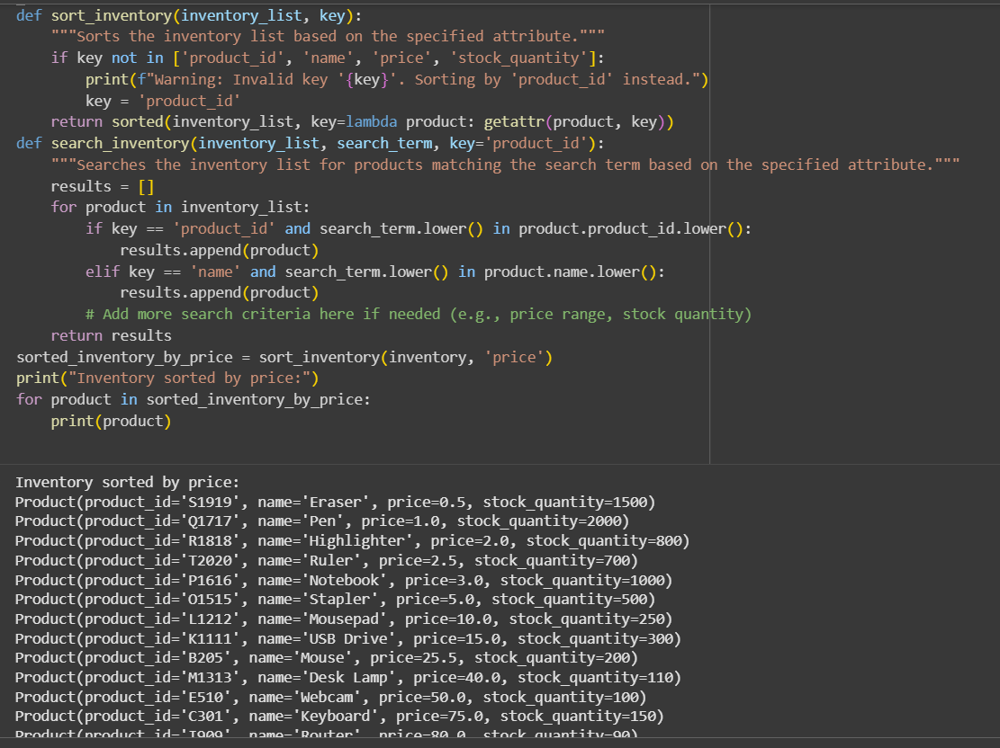 def sort_inventory(inventory_list, key):
    """Sorts the inventory list based on the specified attribute."""
    if key not in ['product_id', 'name', 'price', 'stock_quantity']:
        print(f"Warning: Invalid key '{key}'. Sorting by 'product_id' instead.")
        key = 'product_id'
    return sorted(inventory_list, key=lambda product: getattr(product, key))
def search_inventory(inventory_list, search_term, key='product_id'):
    """Searches the inventory list for products matching the search term based on the specified attribute."""
    results = []
    for product in inventory_list:
        if key == 'product_id' and search_term.lower() in product.product_id.lower():
            results.append(product)
        elif key == 'name' and search_term.lower() in product.name.lower():
            results.append(product)
        # Add more search criteria here if needed (e.g., price range, stock quantity)
    return results
sorted_inventory_by_price = sort_inventory(inventory, 'price')
print("Inventory sorted by price:")
for product in sorted_inventory_by_price:
    print(product)
Inventory sorted by price:
Product(product_id='S1919', name='Eraser', price=0.5, stock_quantity=1500)
Product(product_id='Q1717', name='Pen', price=1.0, stock_quantity=2000)
Product(product_id='R1818', name='Highlighter', price=2.0, stock_quantity=800)
Product(product_id='T2020', name='Ruler', price=2.5, stock_quantity=700)
Product(product_id='P1616', name='Notebook', price=3.0, stock_quantity=1000)
Product(product_id='O1515', name='Stapler', price=5.0, stock_quantity=500)
Product(product_id='L1212', name='Mousepad', price=10.0, stock_quantity=250)
Product(product_id='K1111', name='USB Drive', price=15.0, stock_quantity=300)
Product(product_id='B205', name='Mouse', price=25.5, stock_quantity=200)
Product(product_id='M1313', name='Desk Lamp', price=40.0, stock_quantity=110)
Product(product_id='E510', name='Webcam', price=50.0, stock_quantity=100)
Product(product_id='C301', name='Keyboard', price=75.0, stock_quantity=150)
name='Router', price=80.0, stock_quantity=90)